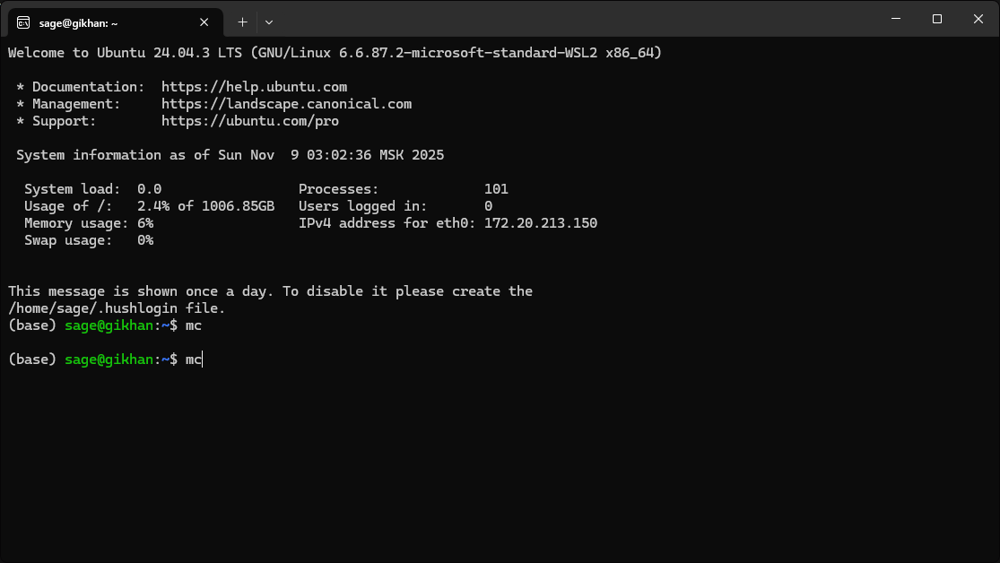 sage@gikhan: ~
Welcome to Ubuntu 24.04.3 LTS (GNU/Linux 6.6.87.2-microsoft-standard-WSL2 x86_64)
* Documentation:  https://help.ubuntu.com
* Management:     https://landscape.canonical.com
* Support:        https://ubuntu.com/pro
System information as of Sun Nov  9 03:02:36 MSK 2025
System load:  0.0                 Processes:             101
Usage of /:   2.4% of 1006.85GB   Users logged in:       0
Memory usage: 6%                  IPv4 address for eth0: 172.20.213.150
Swap usage:   0%
This message is shown once a day. To disable it please create the
/home/sage/.hushlogin file.
(base) sage@gikhan:~$ mc
(base) sage@gikhan:~$ mc